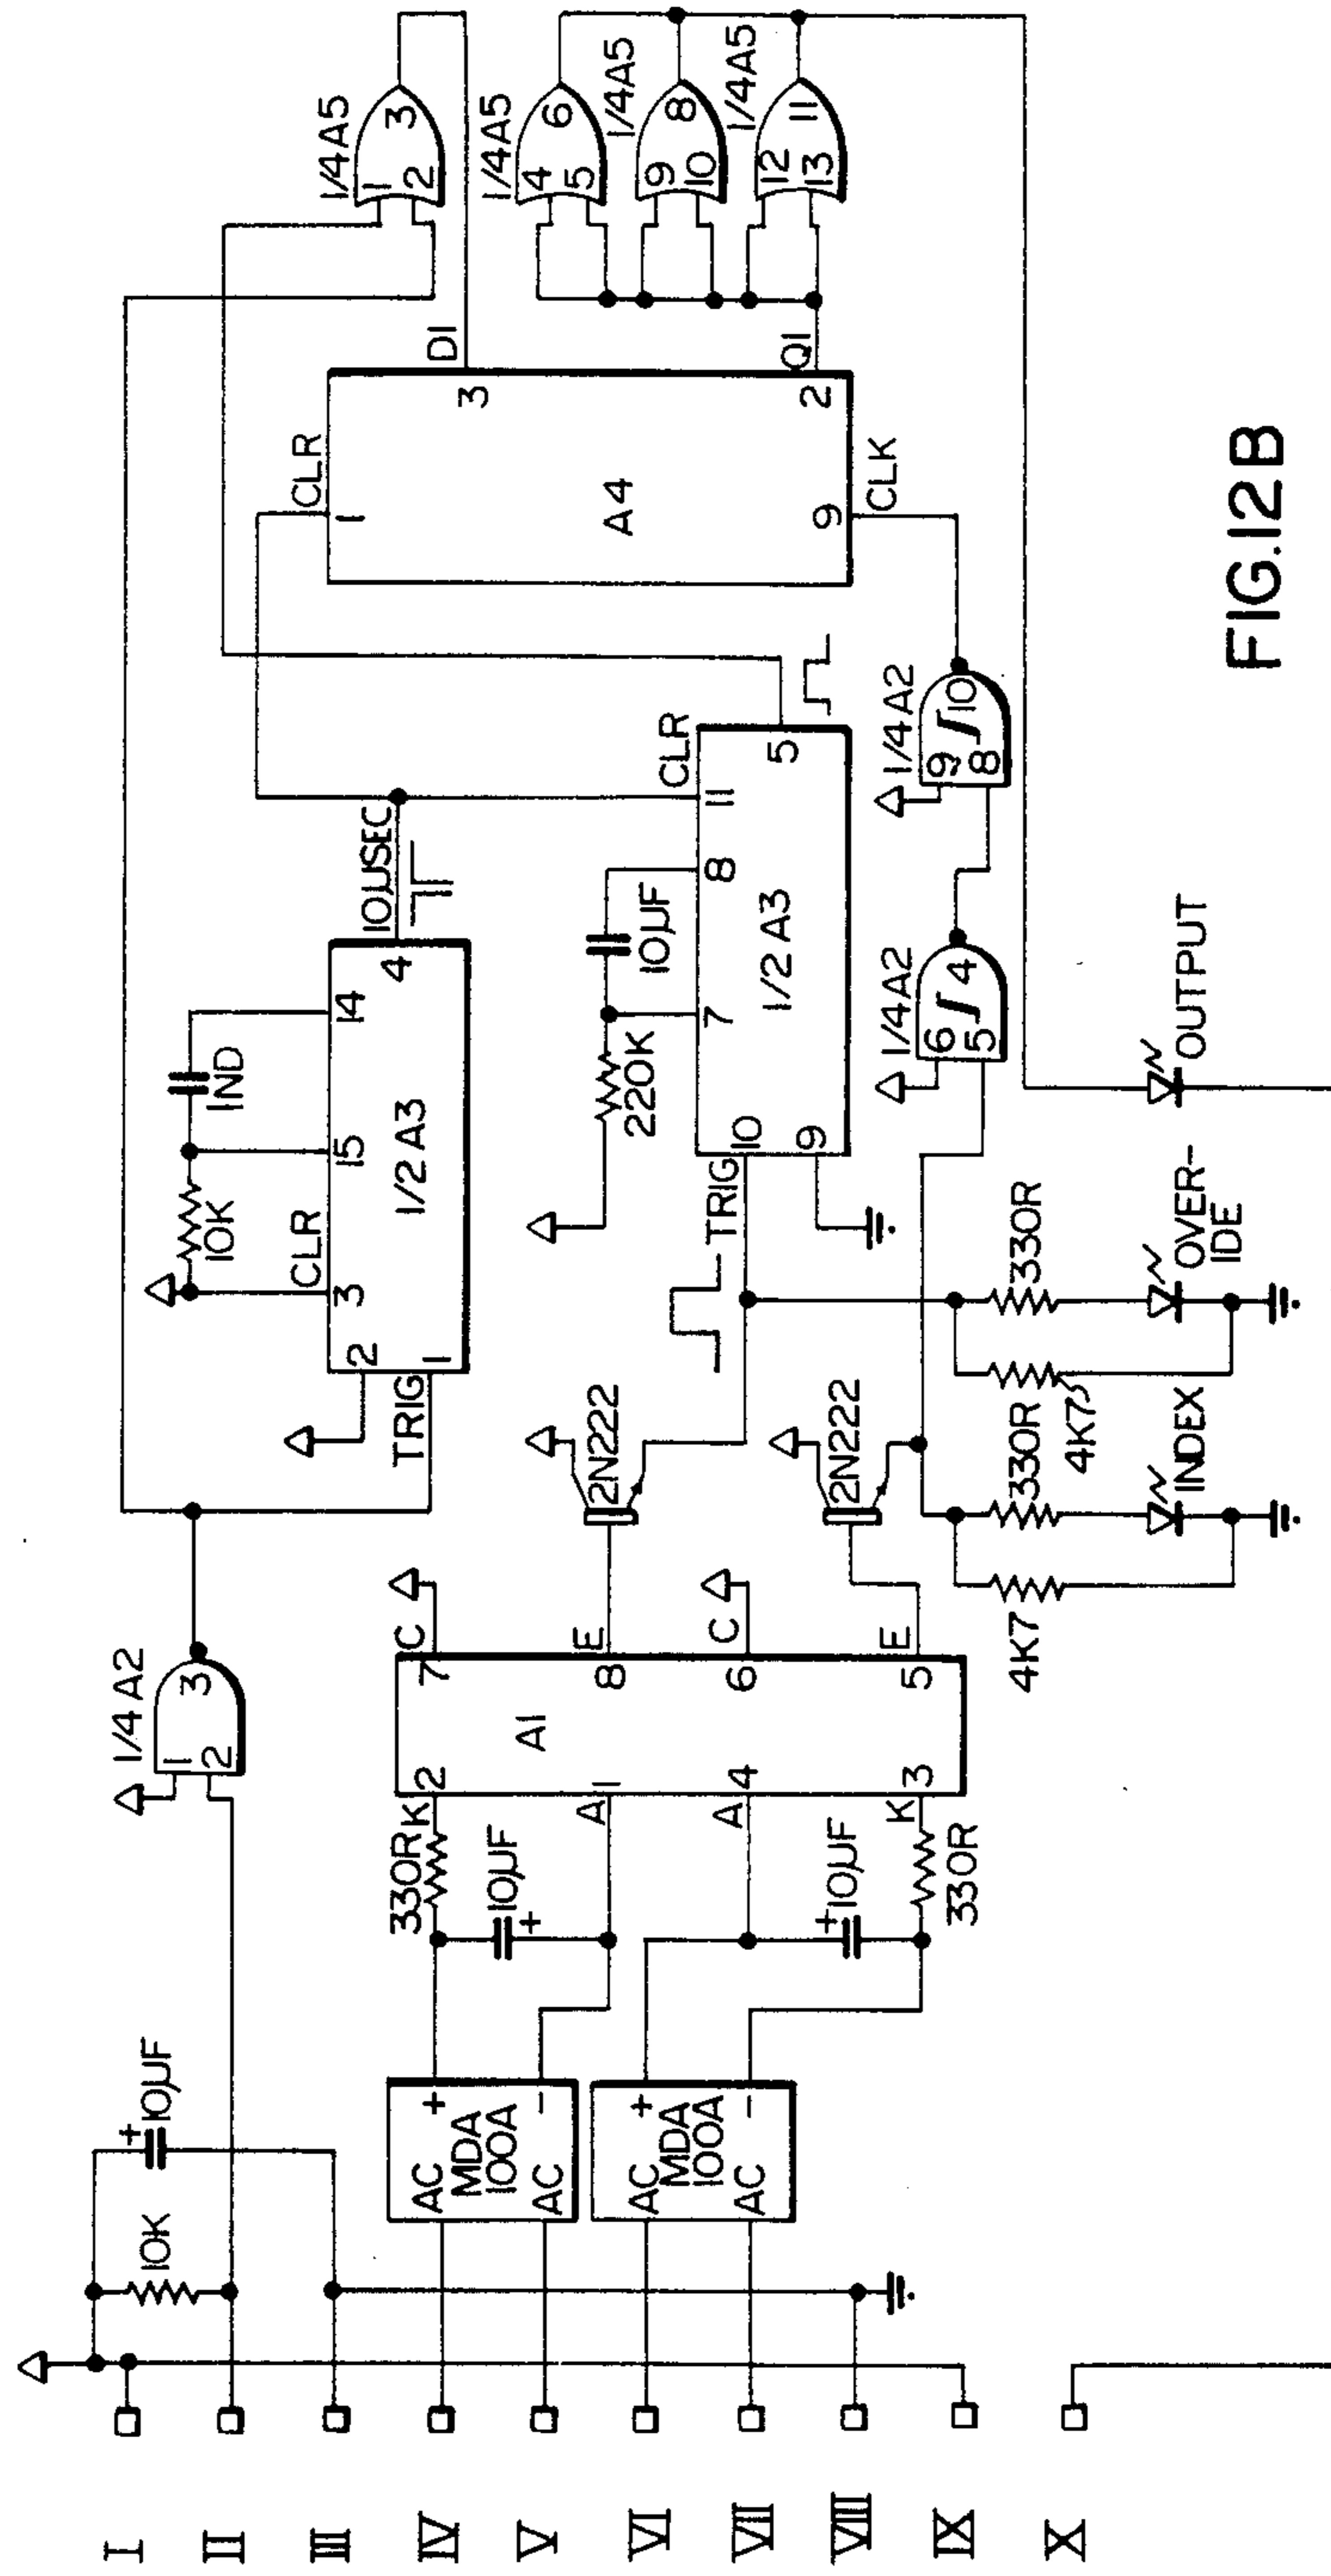 I
II
III
IV
V
VI
VII
VIII
IX
X
10K
+
10µF
1/4 A2
1
2
3
AC
MDA
100A
AC
+
-
AC
MDA
100A
AC
+
-
330R
10µF
+
K
A
A
K
+
10µF
330R
2
1
4
3
A1
7
8
6
5
C
E
C
E
2N222
2N222
4K7
330R
INDEX
4K7
330R
OVER-
IDE
TRIG
2
1
3
CLR
10K
15
1ND
14
1/2 A3
4
10µSEC
TRIG
10
9
220K
7
10µF
8
1/2 A3
11
CLR
5
1/4A2
6
5
4
1/4A2
9
8
10
OUTPUT
CLR
1
A4
9
CLK
3
D1
2
Q1
1/4A5
1
2
3
1/4A5
4
5
6
1/4A5
9
10
8
1/4A5
12
13
11
FIG.12B